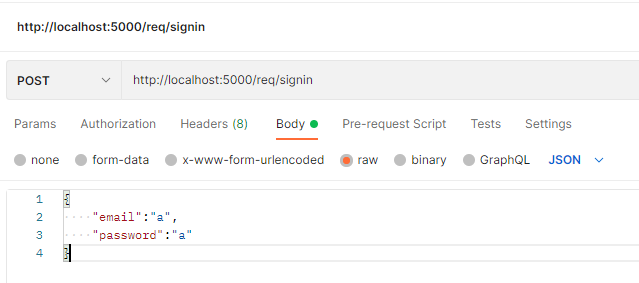 http://localhost:5000/req/signin
POST http://localhost:5000/req/signin
Params Authorization Headers (8) Body Pre-request Script Tests Settings
none form-data x-www-form-urlencoded raw binary GraphQL JSON
1 {
2 "email":"a",
3 "password":"a"
4 }